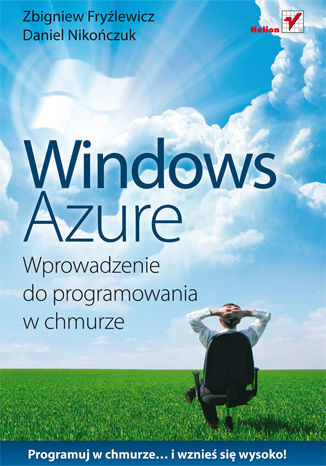 Zbigniew Fryźlewicz
Daniel Nikończuk
Helion
Windows
Azure
Wprowadzenie
do programowania
w chmurze
Programuj w chmurze... i wznieś się wysoko!